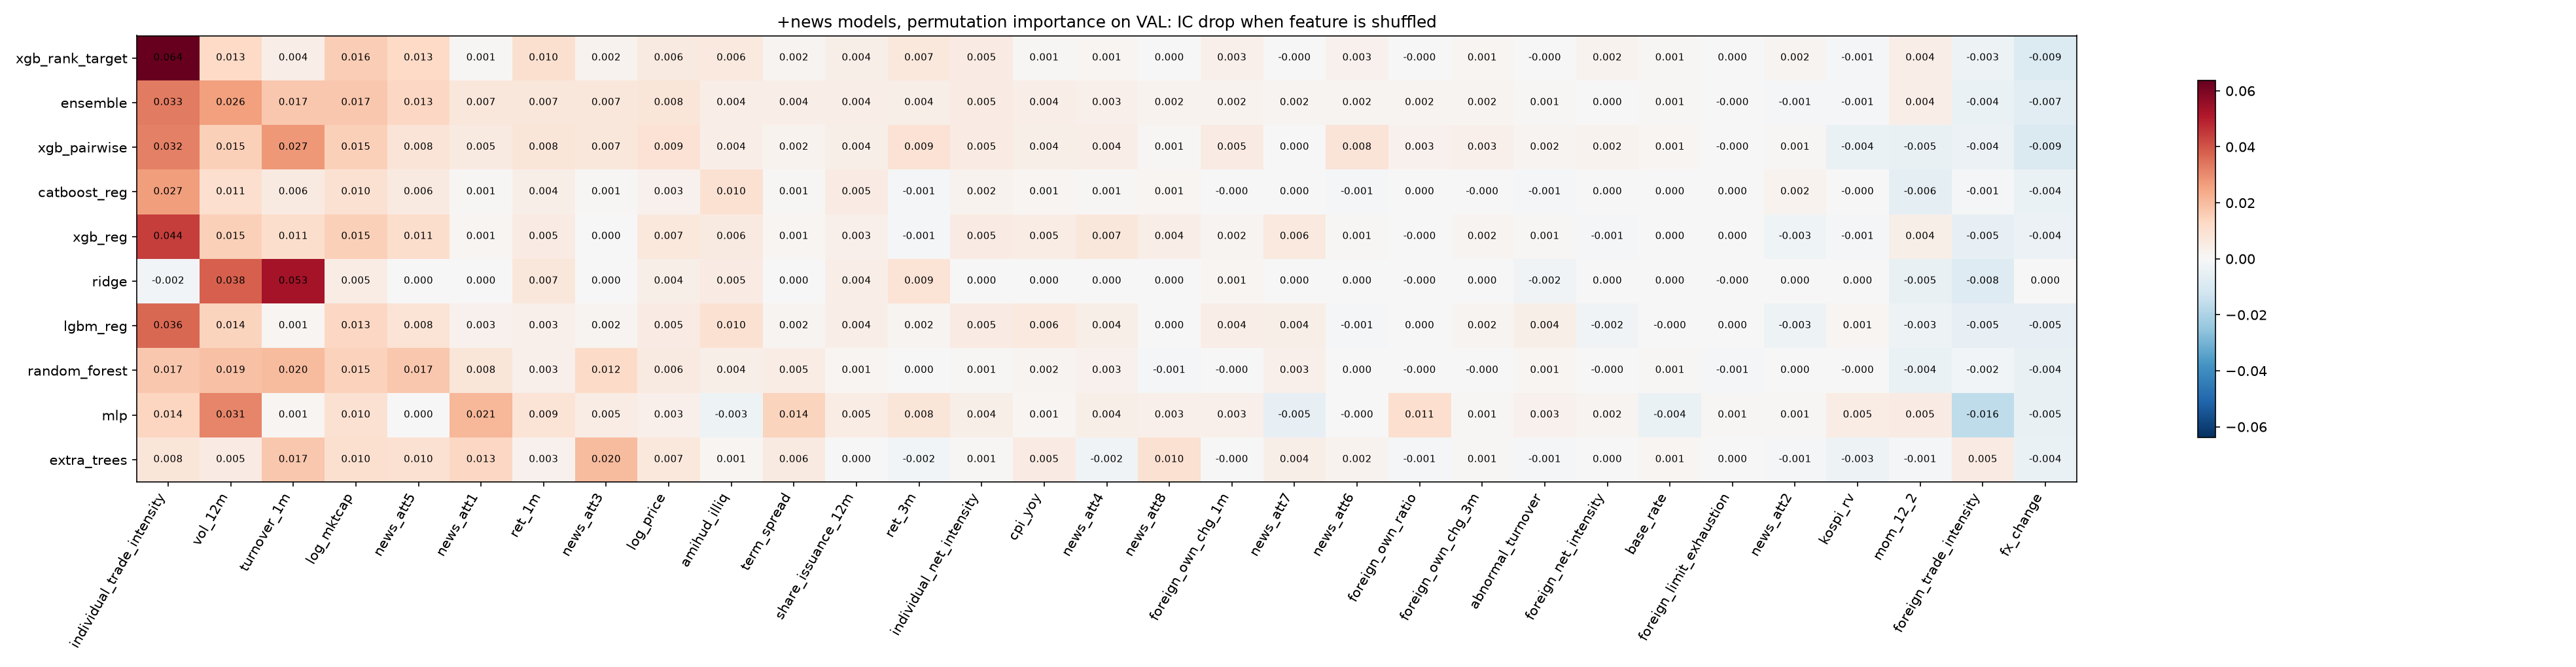 +news models, permutation importance on VAL: IC drop when feature is shuffled
xgb_rank_target 0.064 0.013 0.004 0.016 0.013 0.001 0.010 0.002 0.006 0.006 0.002 0.004 0.007 0.005 0.001 0.001 0.000 0.003 -0.000 0.003 -0.000 0.001 -0.000 0.002 0.001 0.000 0.002 -0.001 0.004 -0.003 -0.009
ensemble 0.033 0.026 0.017 0.017 0.013 0.007 0.007 0.007 0.008 0.004 0.004 0.004 0.004 0.005 0.004 0.003 0.002 0.002 0.002 0.002 0.002 0.002 0.001 0.000 0.001 -0.000 -0.001 -0.001 0.004 -0.004 -0.007
xgb_pairwise 0.032 0.015 0.027 0.015 0.008 0.005 0.008 0.007 0.009 0.004 0.002 0.004 0.009 0.005 0.004 0.004 0.001 0.005 0.000 0.008 0.003 0.003 0.002 0.002 0.001 -0.000 0.001 -0.004 -0.005 -0.004 -0.009
catboost_reg 0.027 0.011 0.006 0.010 0.006 0.001 0.004 0.001 0.003 0.010 0.001 0.005 -0.001 0.002 0.001 0.001 0.001 -0.000 0.000 -0.001 0.000 -0.000 -0.001 0.000 0.000 0.000 0.002 -0.000 -0.006 -0.001 -0.004
xgb_reg 0.044 0.015 0.011 0.015 0.011 0.001 0.005 0.000 0.007 0.006 0.001 0.003 -0.001 0.005 0.005 0.007 0.004 0.002 0.006 0.001 -0.000 0.002 0.001 -0.001 0.000 0.000 -0.003 -0.001 0.004 -0.005 -0.004
ridge -0.002 0.038 0.053 0.005 0.000 0.000 0.007 0.000 0.004 0.005 0.000 0.004 0.009 0.000 0.000 0.000 0.000 0.001 0.000 0.000 -0.000 0.000 -0.002 0.000 0.000 -0.000 0.000 0.000 -0.005 -0.008 0.000
lgbm_reg 0.036 0.014 0.001 0.013 0.008 0.003 0.003 0.002 0.005 0.010 0.002 0.004 0.002 0.005 0.006 0.004 0.000 0.004 0.004 -0.001 0.000 0.002 0.004 -0.002 -0.000 0.000 -0.003 0.001 -0.003 -0.005 -0.005
random_forest 0.017 0.019 0.020 0.015 0.017 0.008 0.003 0.012 0.006 0.004 0.005 0.001 0.000 0.001 0.002 0.003 -0.001 -0.000 0.003 0.000 -0.000 -0.000 0.001 -0.000 0.001 -0.001 0.000 -0.000 -0.004 -0.002 -0.004
mlp 0.014 0.031 0.001 0.010 0.000 0.021 0.009 0.005 0.003 -0.003 0.014 0.005 0.008 0.004 0.001 0.004 0.003 0.003 -0.005 -0.000 0.011 0.001 0.003 0.002 -0.004 0.001 0.001 0.005 0.005 -0.016 -0.005
extra_trees 0.008 0.005 0.017 0.010 0.010 0.013 0.003 0.020 0.007 0.001 0.006 0.000 -0.002 0.001 0.005 -0.002 0.010 -0.000 0.004 0.002 -0.001 0.001 -0.001 0.000 0.001 0.000 -0.001 -0.003 -0.001 0.005 -0.004
individual_trade_intensity
vol_12m
turnover_1m
log_mktcap
news_att5
news_att1
ret_1m
news_att3
log_price
amihud_illiq
term_spread
share_issuance_12m
ret_3m
individual_net_intensity
cpi_yoy
news_att4
news_att8
foreign_own_chg_1m
news_att7
news_att6
foreign_own_ratio
foreign_own_chg_3m
abnormal_turnover
foreign_net_intensity
base_rate
foreign_limit_exhaustion
news_att2
kospi_rv
mom_12_2
foreign_trade_intensity
fx_change
0.06
0.04
0.02
0.00
−0.02
−0.04
−0.06